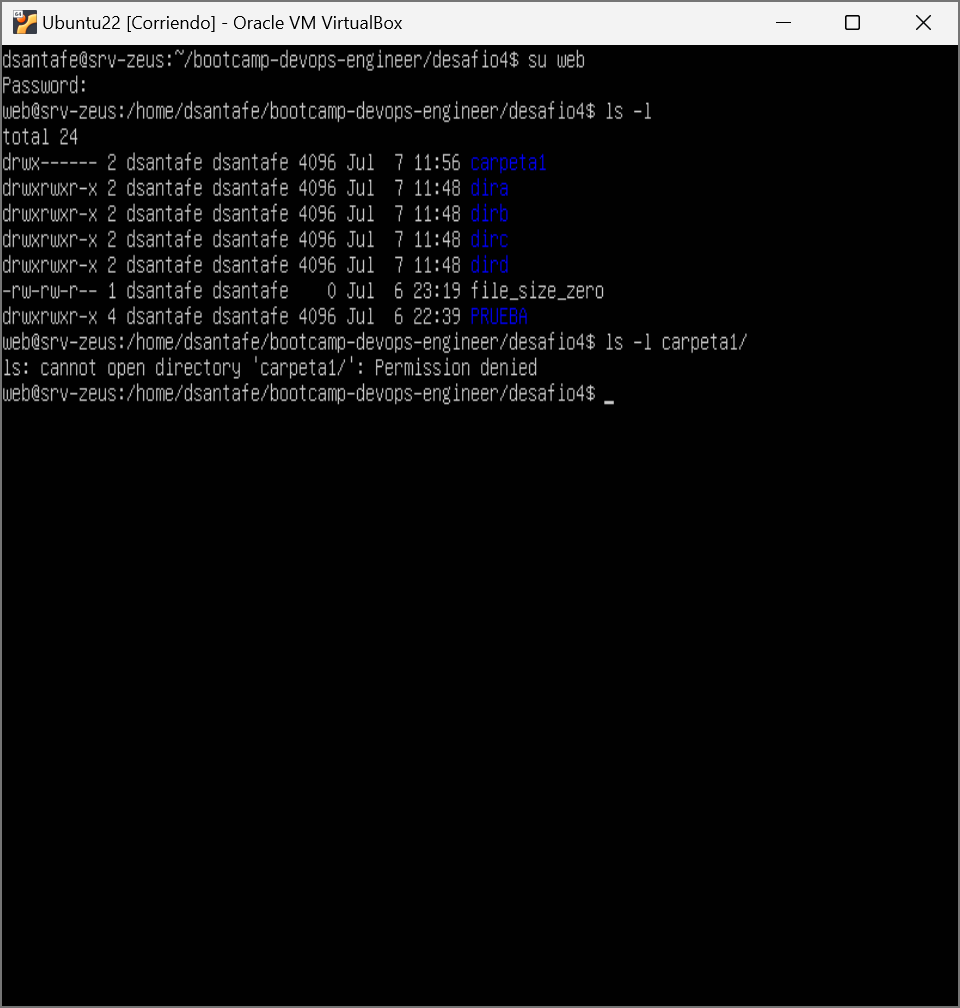 Ubuntu22 [Corriendo] - Oracle VM VirtualBox
dsantafe@srv-zeus:~/bootcamp-devops-engineer/desafio4$ su web
Password:
web@srv-zeus:/home/dsantafe/bootcamp-devops-engineer/desafio4$ ls -l
total 24
drwx------ 2 dsantafe dsantafe 4096 Jul  7 11:56 carpeta1
drwxrwxr-x 2 dsantafe dsantafe 4096 Jul  7 11:48 dira
drwxrwxr-x 2 dsantafe dsantafe 4096 Jul  7 11:48 dirb
drwxrwxr-x 2 dsantafe dsantafe 4096 Jul  7 11:48 dirc
drwxrwxr-x 2 dsantafe dsantafe 4096 Jul  7 11:48 dird
-rw-rw-r-- 1 dsantafe dsantafe    0 Jul  6 23:19 file_size_zero
drwxrwxr-x 4 dsantafe dsantafe 4096 Jul  6 22:39 PRUEBA
web@srv-zeus:/home/dsantafe/bootcamp-devops-engineer/desafio4$ ls -l carpeta1/
ls: cannot open directory 'carpeta1/': Permission denied
web@srv-zeus:/home/dsantafe/bootcamp-devops-engineer/desafio4$ _